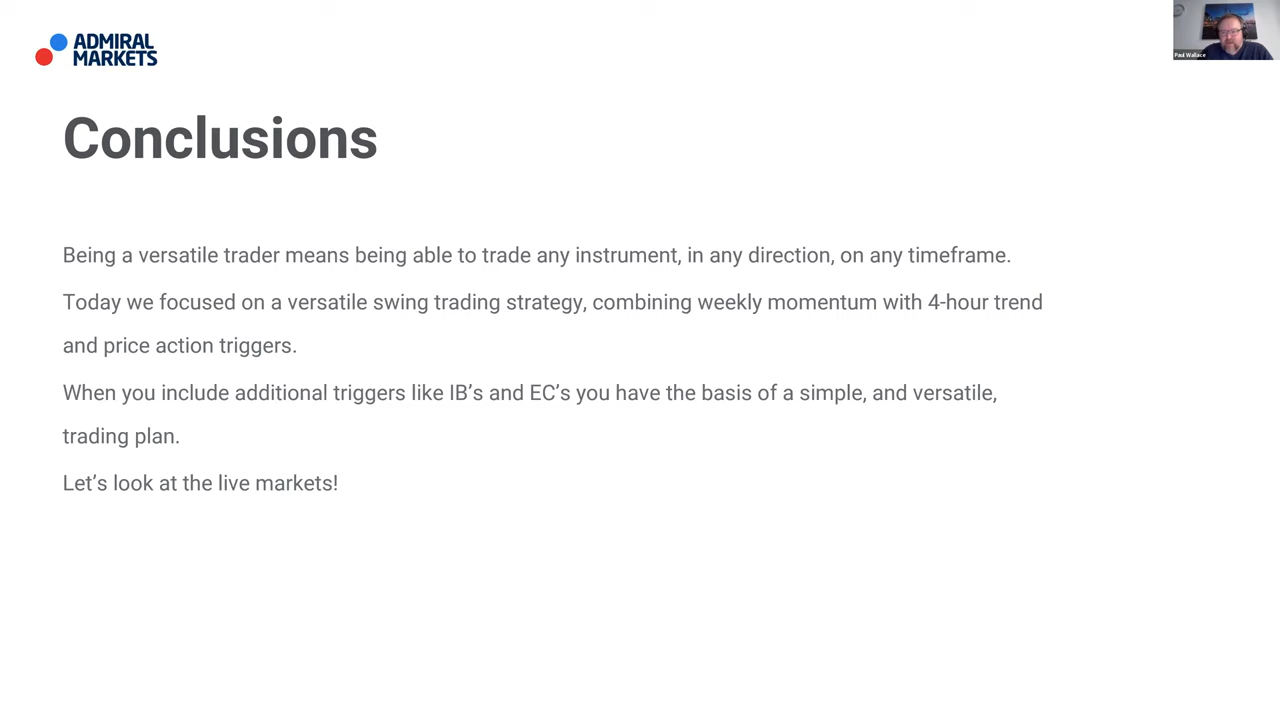 ADMIRAL
MARKETS
Paul Wallace
Conclusions
Being a versatile trader means being able to trade any instrument, in any direction, on any timeframe.
Today we focused on a versatile swing trading strategy, combining weekly momentum with 4-hour trend
and price action triggers.
When you include additional triggers like IB’s and EC’s you have the basis of a simple, and versatile,
trading plan.
Let’s look at the live markets!